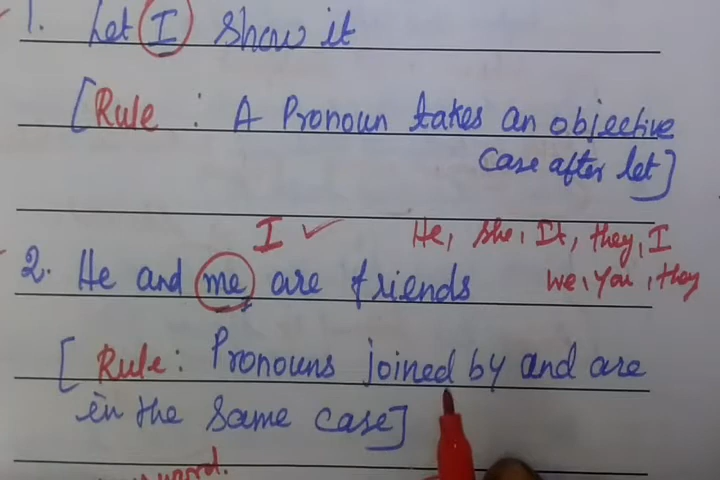 1. Let I show it
[Rule : A Pronoun takes an objective
case after let]
I ✓ He, she, It, they, I
We, You, they
2. He and me are friends
[Rule: Pronouns joined by and are
in the same case]